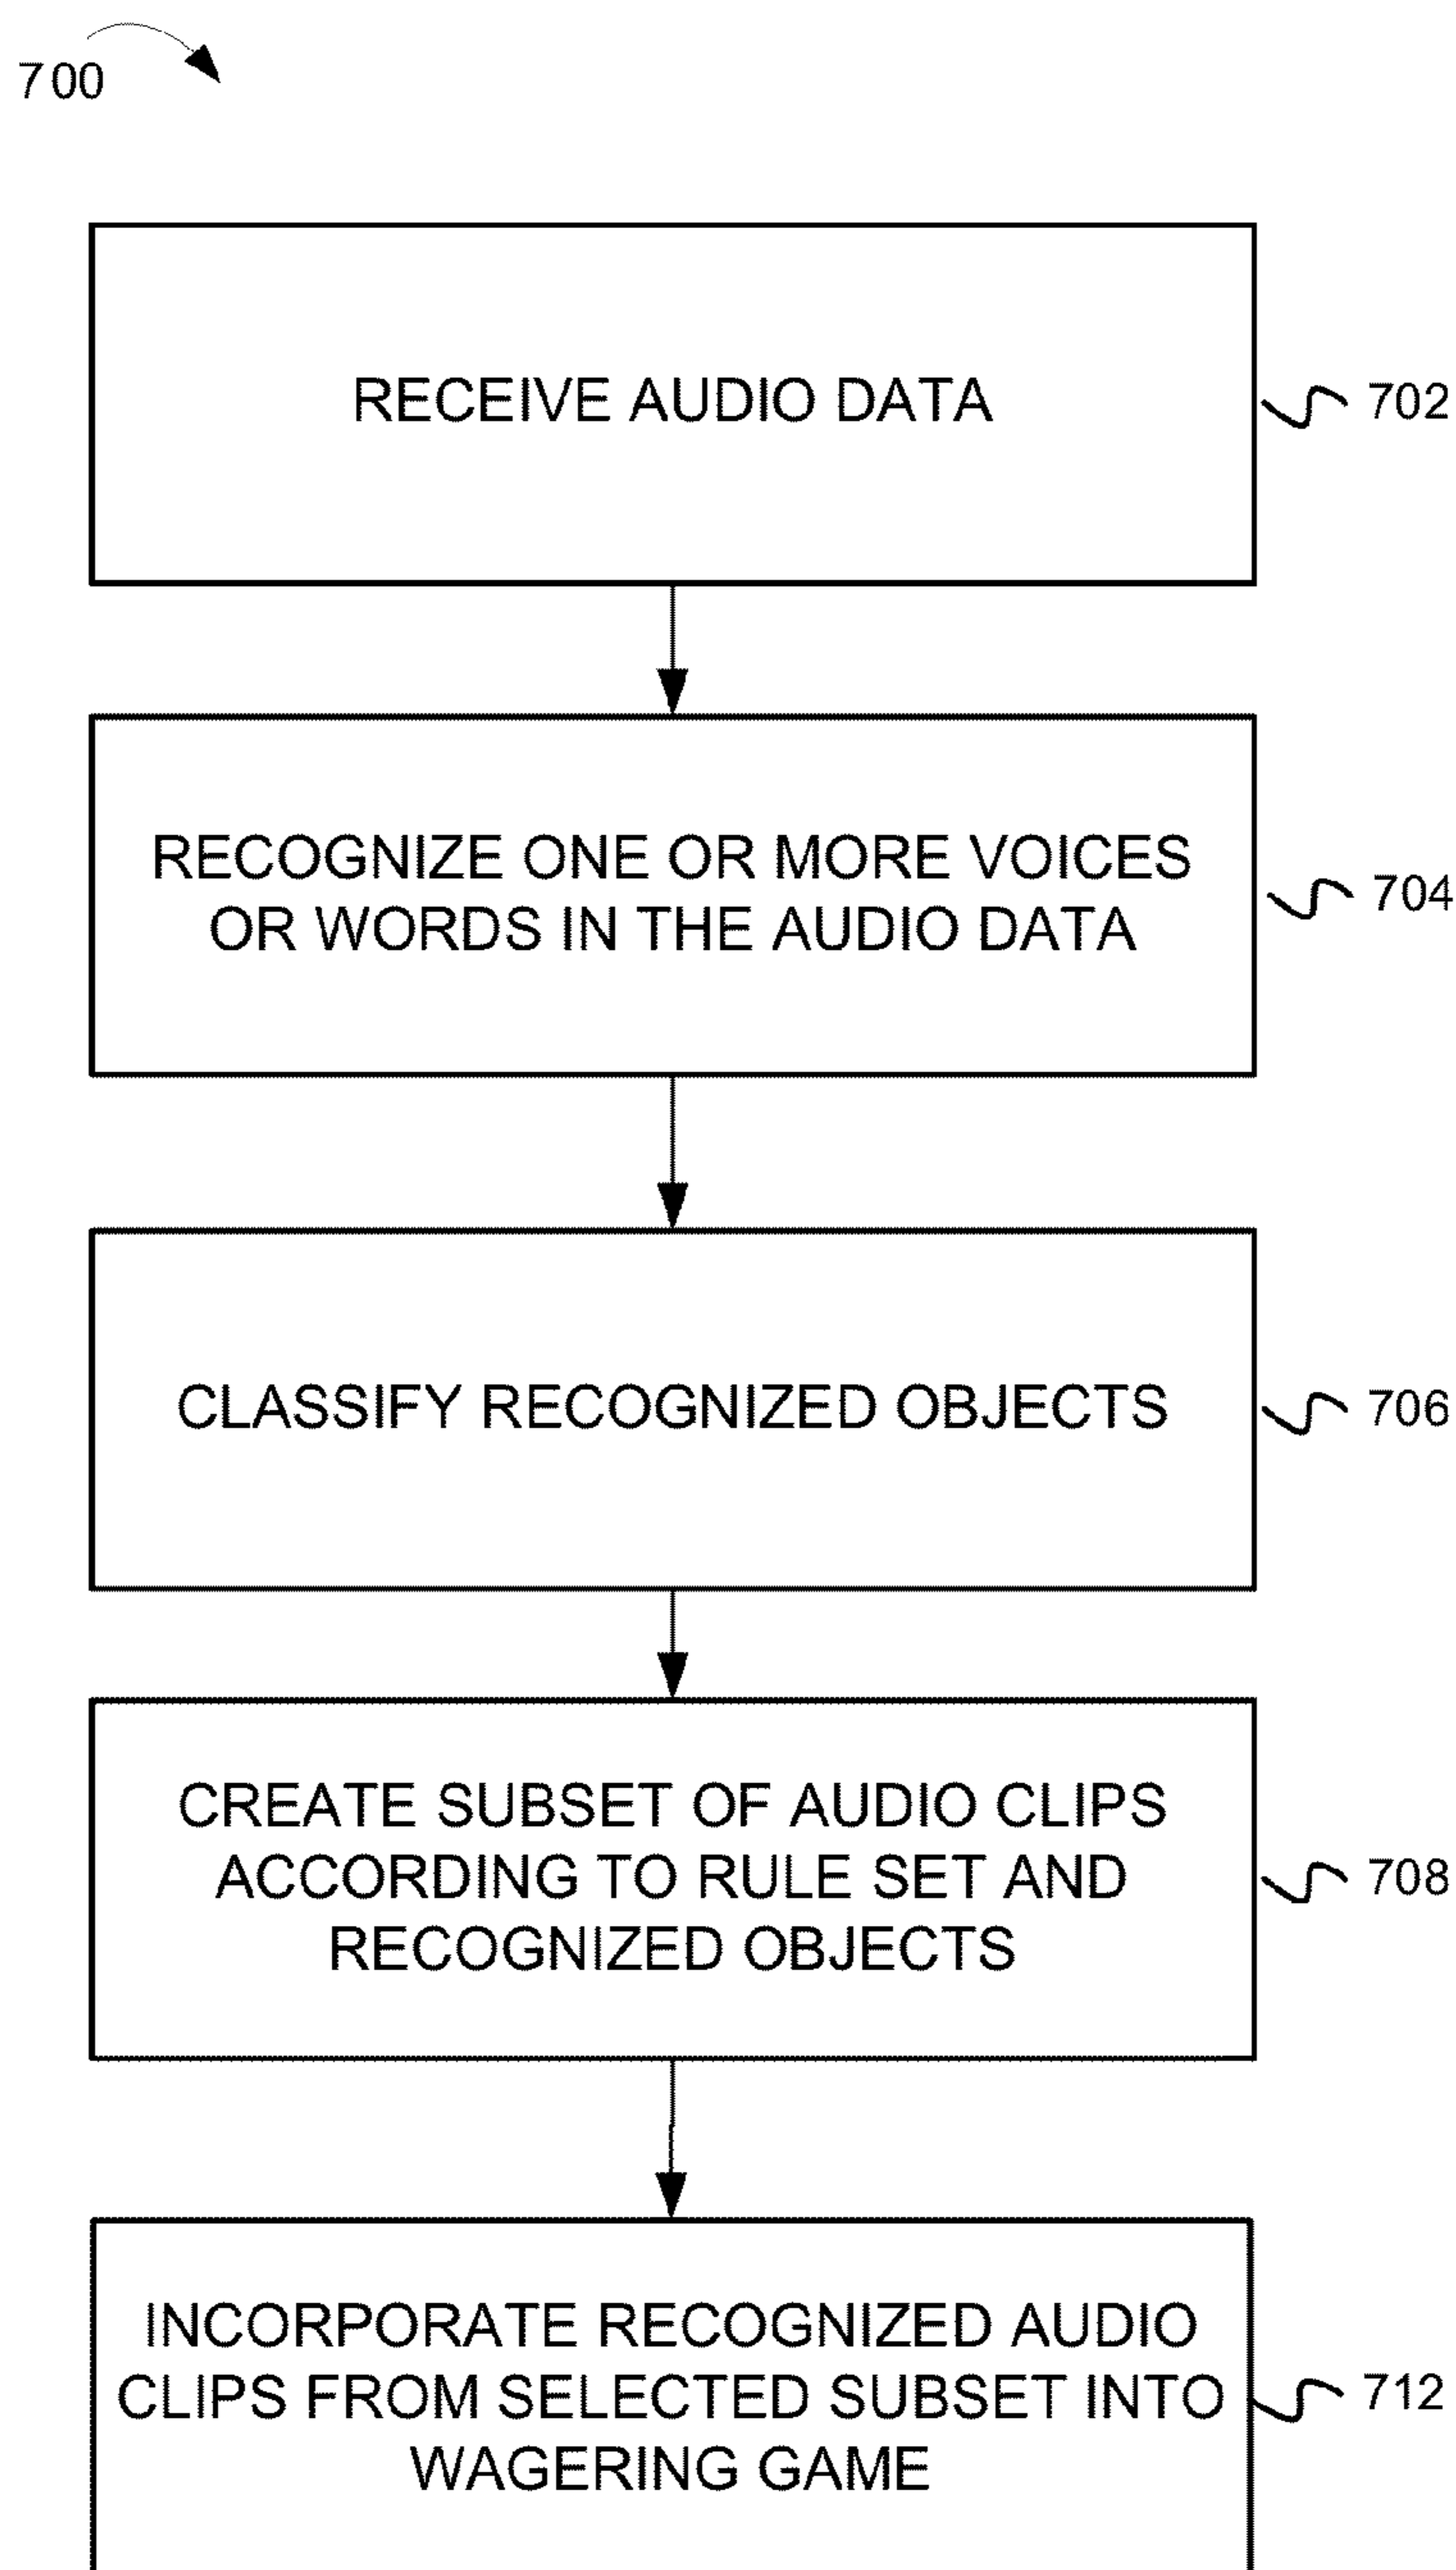 700
RECEIVE AUDIO DATA
702
RECOGNIZE ONE OR MORE VOICES
OR WORDS IN THE AUDIO DATA
704
CLASSIFY RECOGNIZED OBJECTS
706
CREATE SUBSET OF AUDIO CLIPS
ACCORDING TO RULE SET AND
RECOGNIZED OBJECTS
708
INCORPORATE RECOGNIZED AUDIO
CLIPS FROM SELECTED SUBSET INTO
WAGERING GAME
712